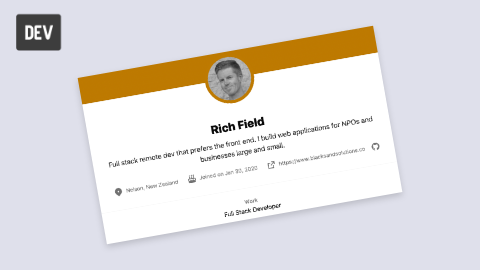 DEV
Rich Field
Full stack remote dev that prefers the front end. I build web applications for NPOs and
businesses large and small.
Nelson, New Zealand
Joined on Jan 30, 2020
https://www.blacksandsolutions.co
Work
Full Stack Developer